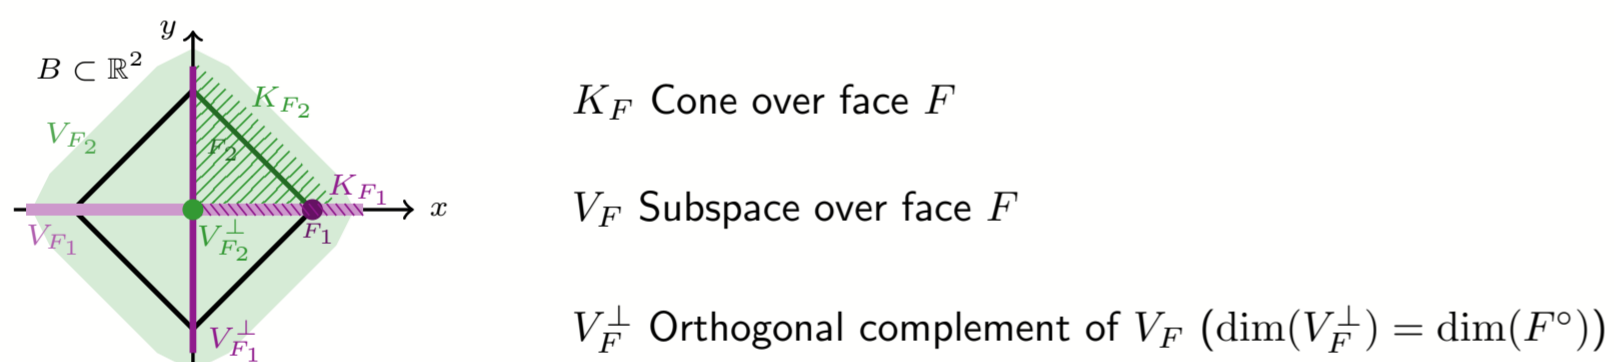 y
B ⊂ ℝ²
K_{F_2}
V_{F_2}
F_2
K_{F_1}
x
V_{F_1}
V_{F_2}^⊥
F_1
V_{F_1}^⊥
K_F Cone over face F
V_F Subspace over face F
V_F^⊥ Orthogonal complement of V_F (dim(V_F^⊥) = dim(F°))